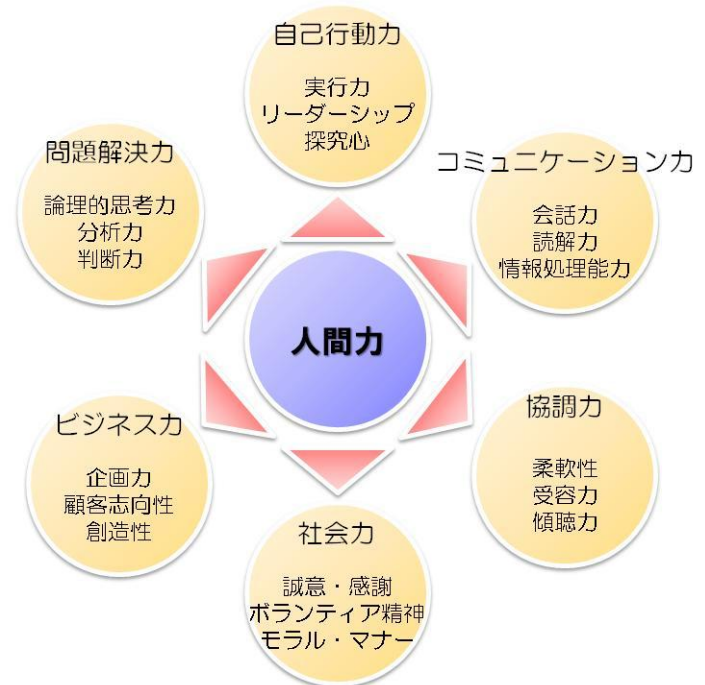 自己行動力
実行力
リーダーシップ
探究心
問題解決力
論理的思考力
分析力
判断力
コミュニケーション力
会話力
読解力
情報処理能力
人間力
ビジネス力
企画力
顧客志向性
創造性
協調力
柔軟性
受容力
傾聴力
社会力
誠意・感謝
ボランティア精神
モラル・マナー